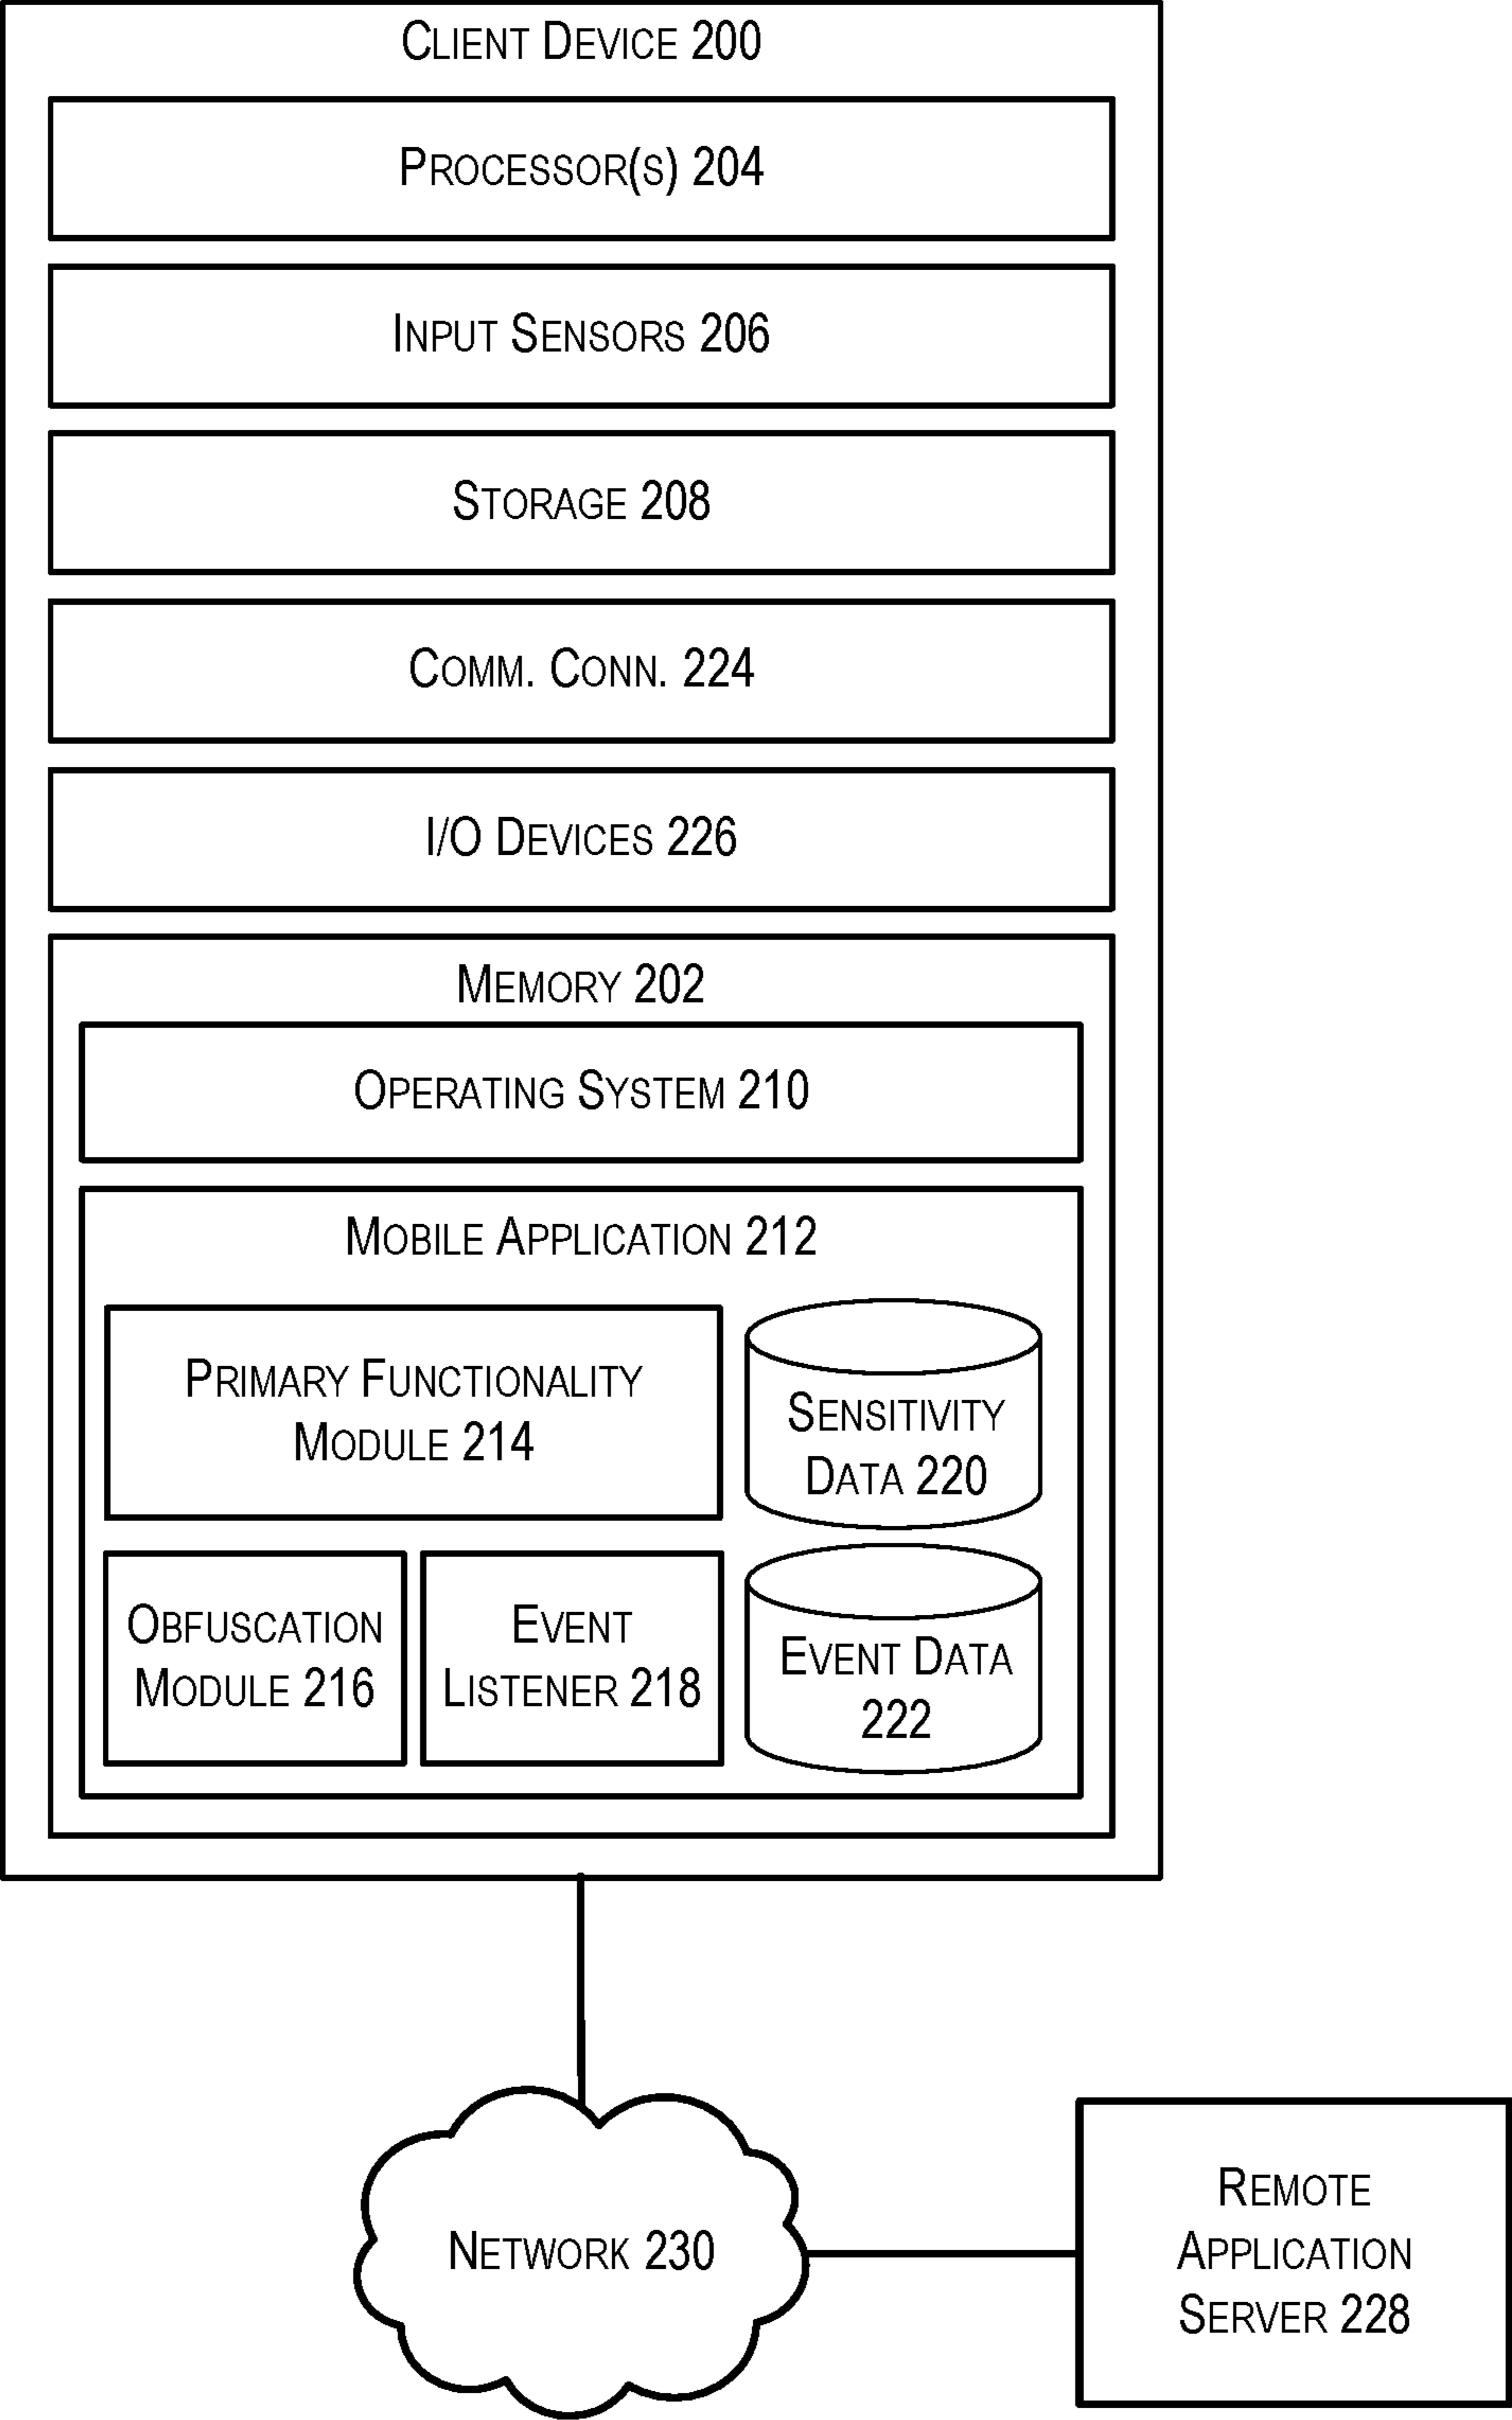 CLIENT DEVICE 200
PROCESSOR(S) 204
INPUT SENSORS 206
STORAGE 208
COMM. CONN. 224
I/O DEVICES 226
MEMORY 202
OPERATING SYSTEM 210
MOBILE APPLICATION 212
PRIMARY FUNCTIONALITY
MODULE 214
SENSITIVITY
DATA 220
OBFUSCATION
MODULE 216
EVENT
LISTENER 218
EVENT DATA
222
NETWORK 230
REMOTE
APPLICATION
SERVER 228